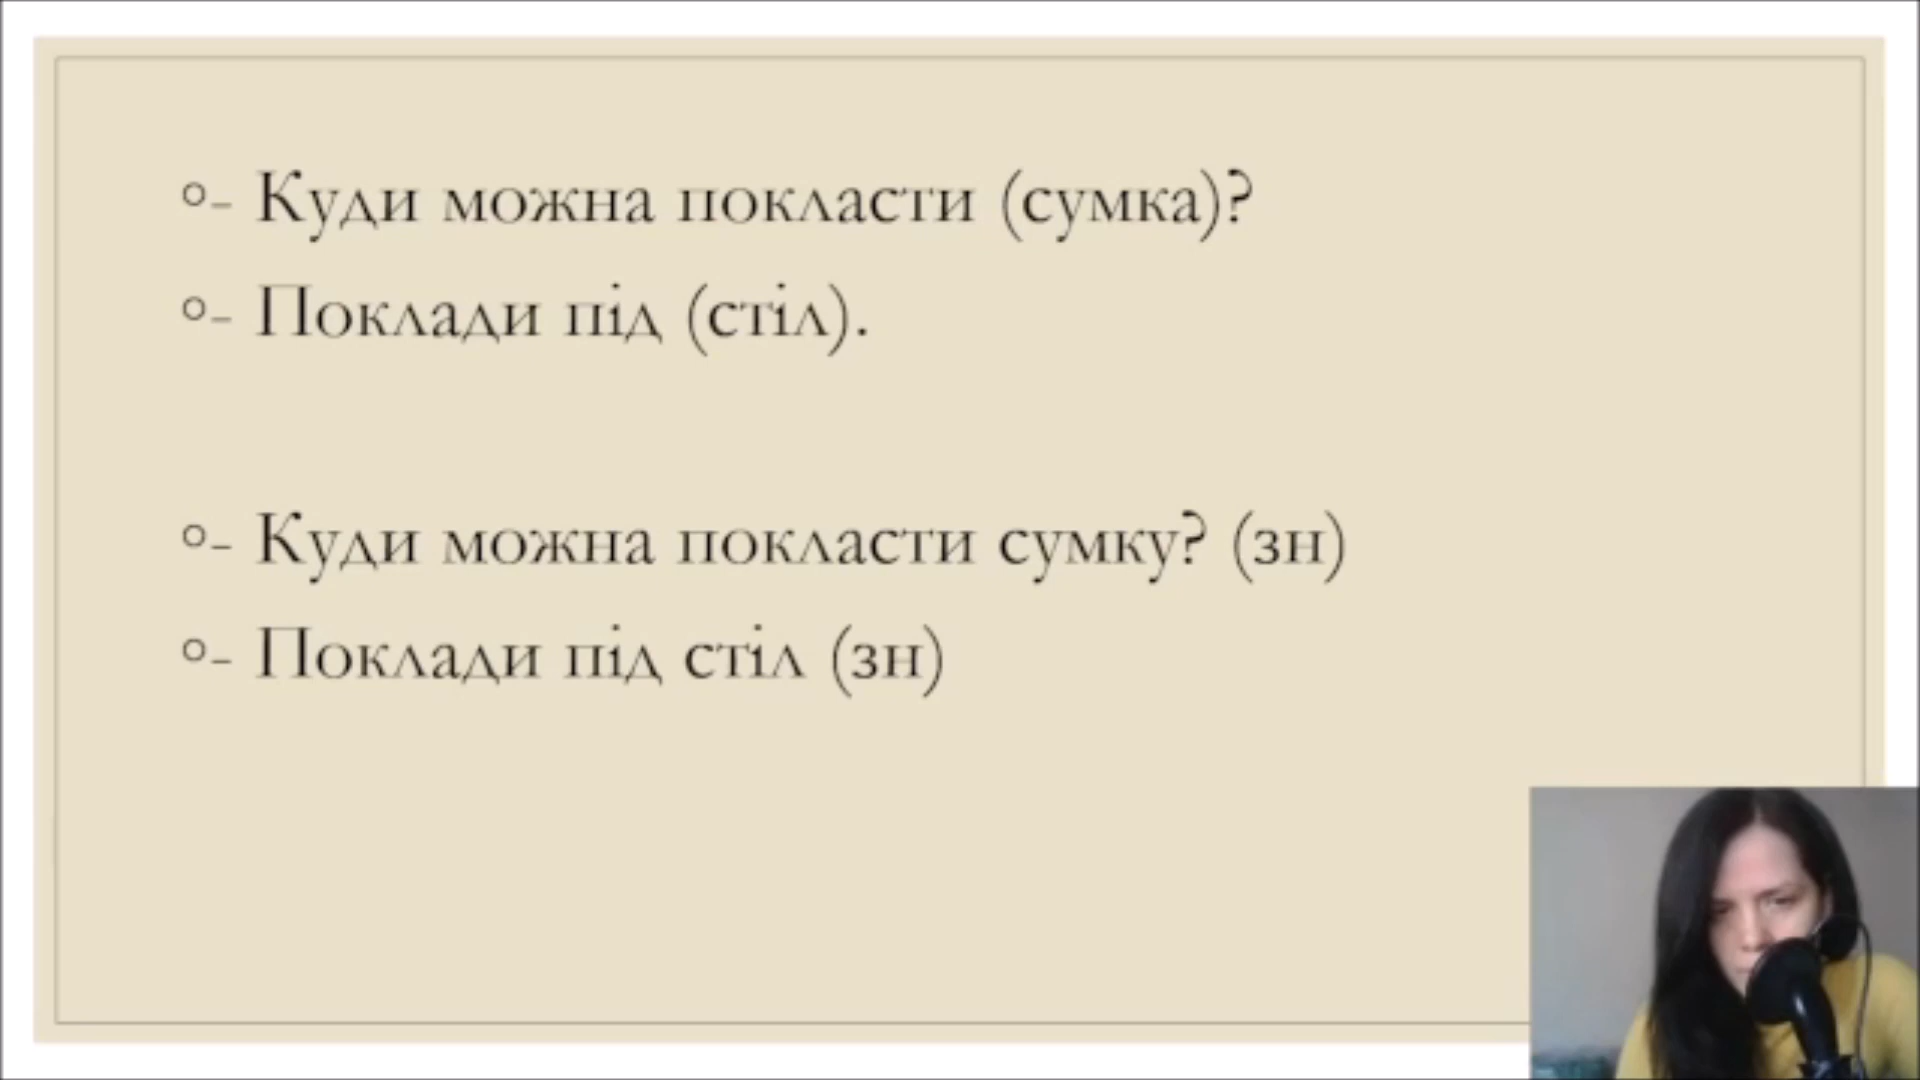 - Куди можна покласти (сумка)?
- Поклади під (стіл).
- Куди можна покласти сумку? (зн)
- Поклади під стіл (зн)